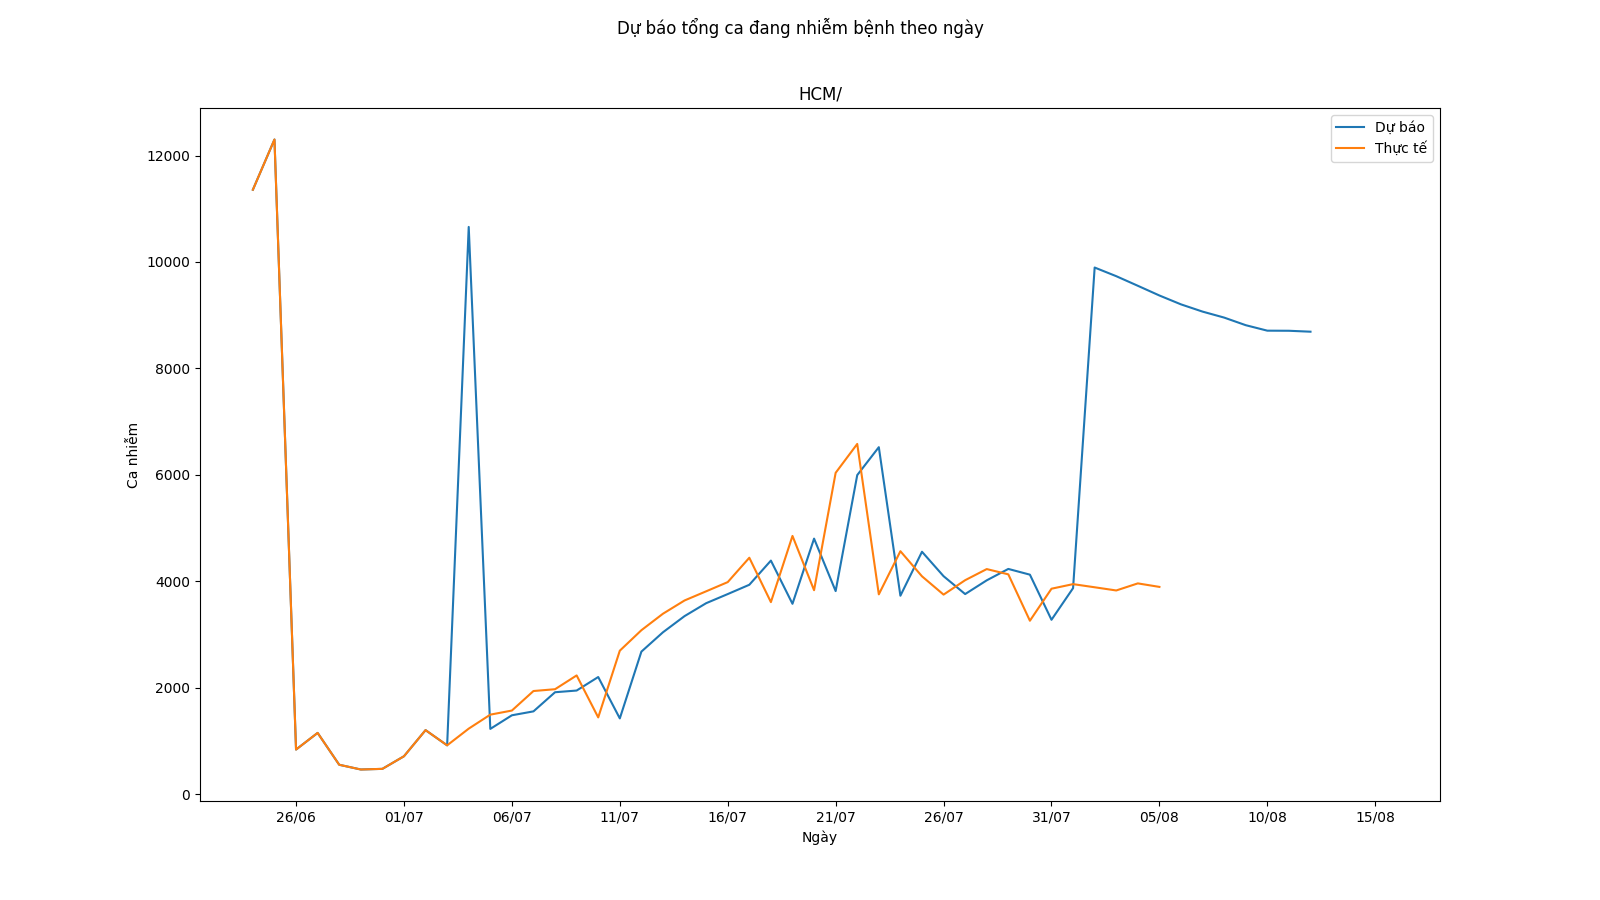 Dự báo tổng ca đang nhiễm bệnh theo ngày
HCM/
Dự báo
Thực tế
12000
10000
8000
6000
4000
2000
0
Ca nhiễm
26/06 01/07 06/07 11/07 16/07 21/07 26/07 31/07 05/08 10/08 15/08
Ngày